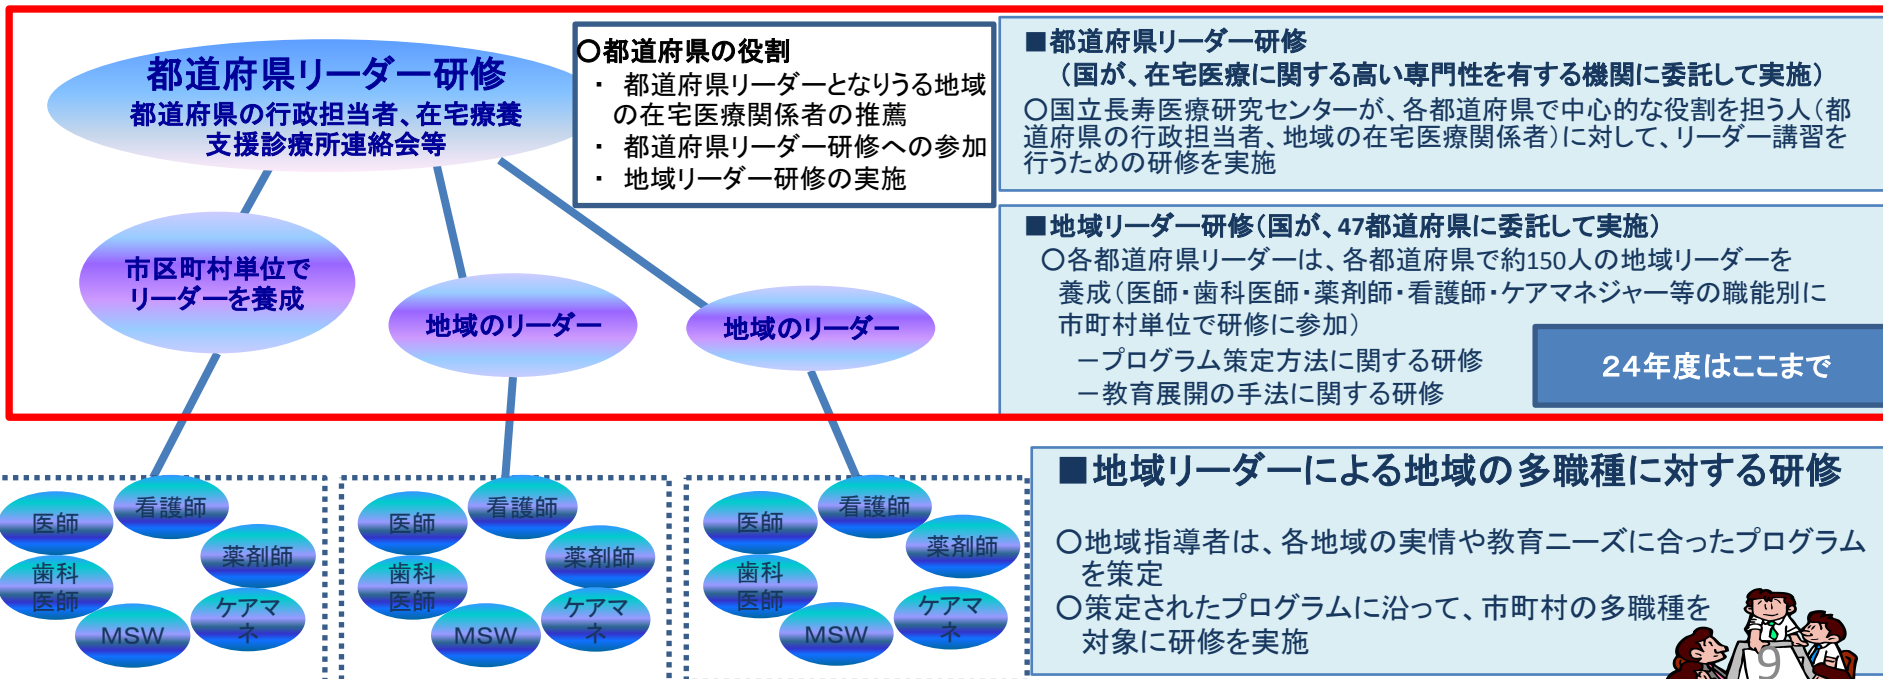 都道府県リーダー研修
都道府県の行政担当者、在宅療養
支援診療所連絡会等
○都道府県の役割
・ 都道府県リーダーとなりうる地域
の在宅医療関係者の推薦
・ 都道府県リーダー研修への参加
・ 地域リーダー研修の実施
■都道府県リーダー研修
（国が、在宅医療に関する高い専門性を有する機関に委託して実施）
○国立長寿医療研究センターが、各都道府県で中心的な役割を担う人（都
道府県の行政担当者、地域の在宅医療関係者）に対して、リーダー講習を
行うための研修を実施
市区町村単位で
リーダーを養成
地域のリーダー
地域のリーダー
■地域リーダー研修（国が、47都道府県に委託して実施）
○各都道府県リーダーは、各都道府県で約150人の地域リーダーを
養成（医師・歯科医師・薬剤師・看護師・ケアマネジャー等の職能別に
市町村単位で研修に参加）
－プログラム策定方法に関する研修
－教育展開の手法に関する研修
24年度はここまで
医師
看護師
薬剤師
歯科
医師
MSW
ケアマ
ネ
医師
看護師
薬剤師
歯科
医師
MSW
ケアマ
ネ
医師
看護師
薬剤師
歯科
医師
MSW
ケアマ
ネ
■地域リーダーによる地域の多職種に対する研修
○地域指導者は、各地域の実情や教育ニーズに合ったプログラム
を策定
○策定されたプログラムに沿って、市町村の多職種を
対象に研修を実施
9